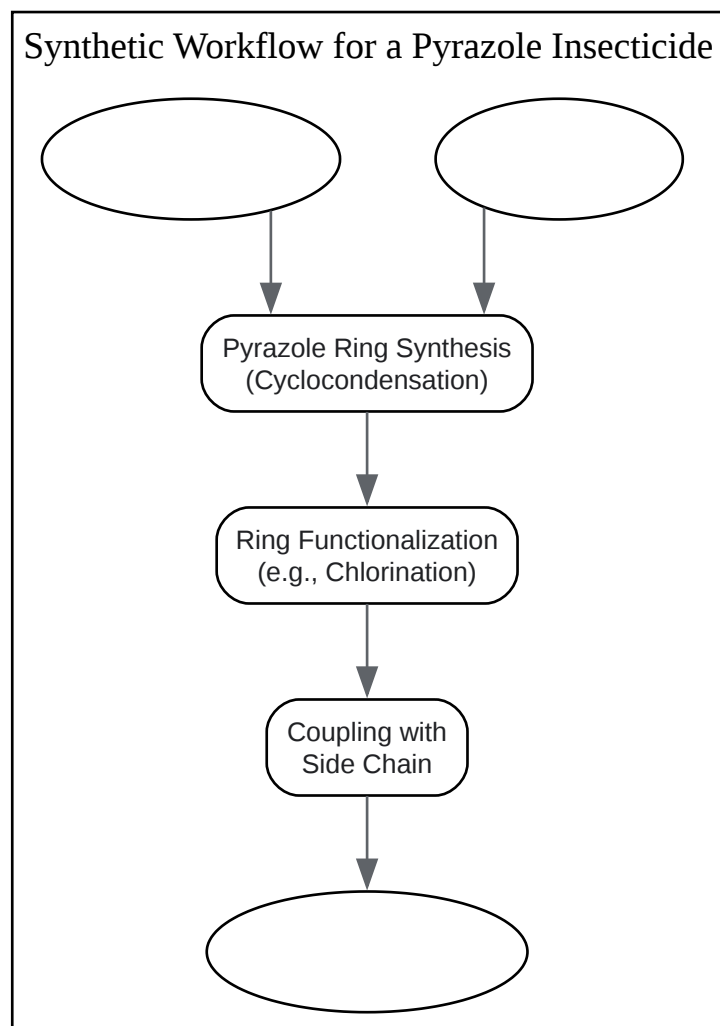 Synthetic Workflow for a Pyrazole Insecticide
Pyrazole Ring Synthesis
(Cyclocondensation)
Ring Functionalization
(e.g., Chlorination)
Coupling with
Side Chain